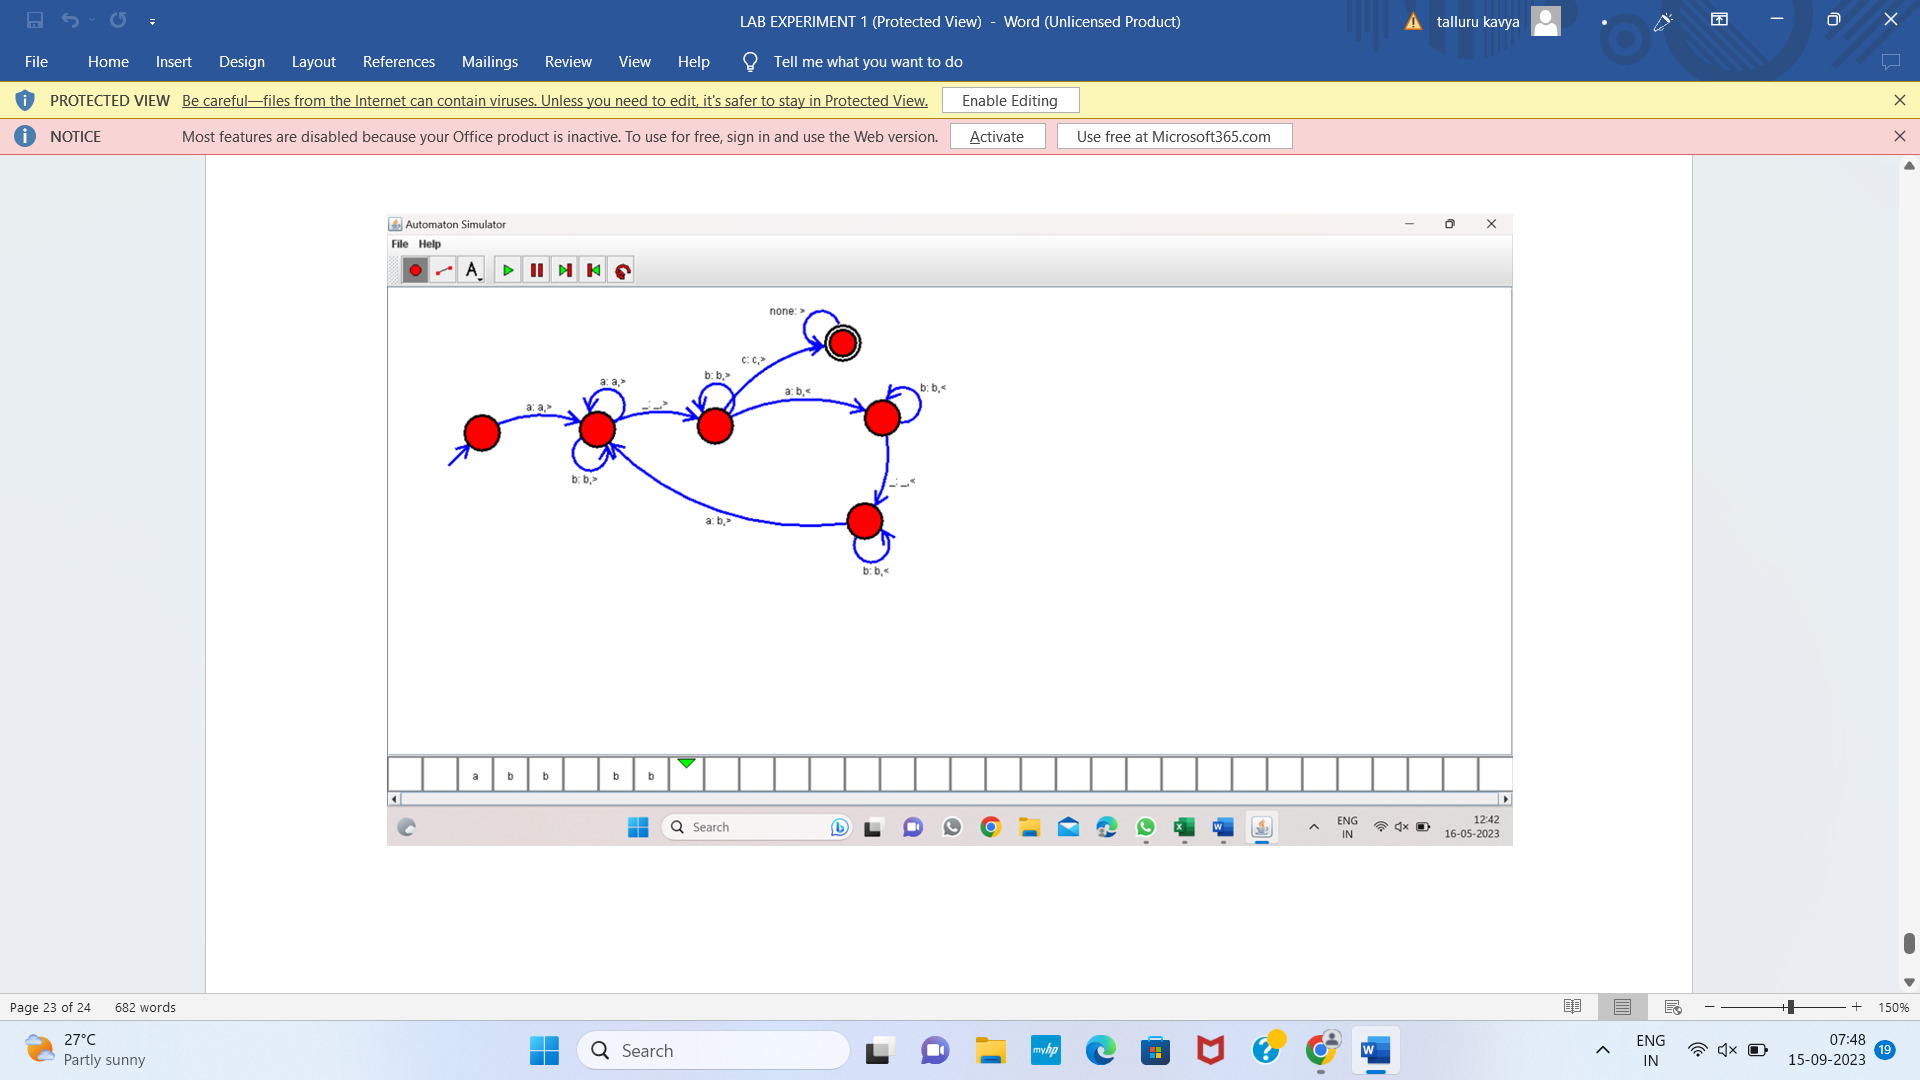 LAB EXPERIMENT 1 (Protected View) - Word (Unlicensed Product)
talluru kavya
File Home Insert Design Layout References Mailings Review View Help Tell me what you want to do
PROTECTED VIEW Be careful—files from the Internet can contain viruses. Unless you need to edit, it's safer to stay in Protected View. Enable Editing
NOTICE Most features are disabled because your Office product is inactive. To use for free, sign in and use the Web version. Activate Use free at Microsoft365.com
Automaton Simulator
File Help
A
none: >
c: c,>
b: b,>
a: a,>
a: b,<
b: b,<
a: a,>
_: _,>
b: b,>
_: _,<
a: b,>
b: b,<
a b b b b
Search
ENG
IN
12:42
16-05-2023
Page 23 of 24 682 words
150%
27°C
Partly sunny
Search
myhp
ENG
IN
07:48
15-09-2023
19